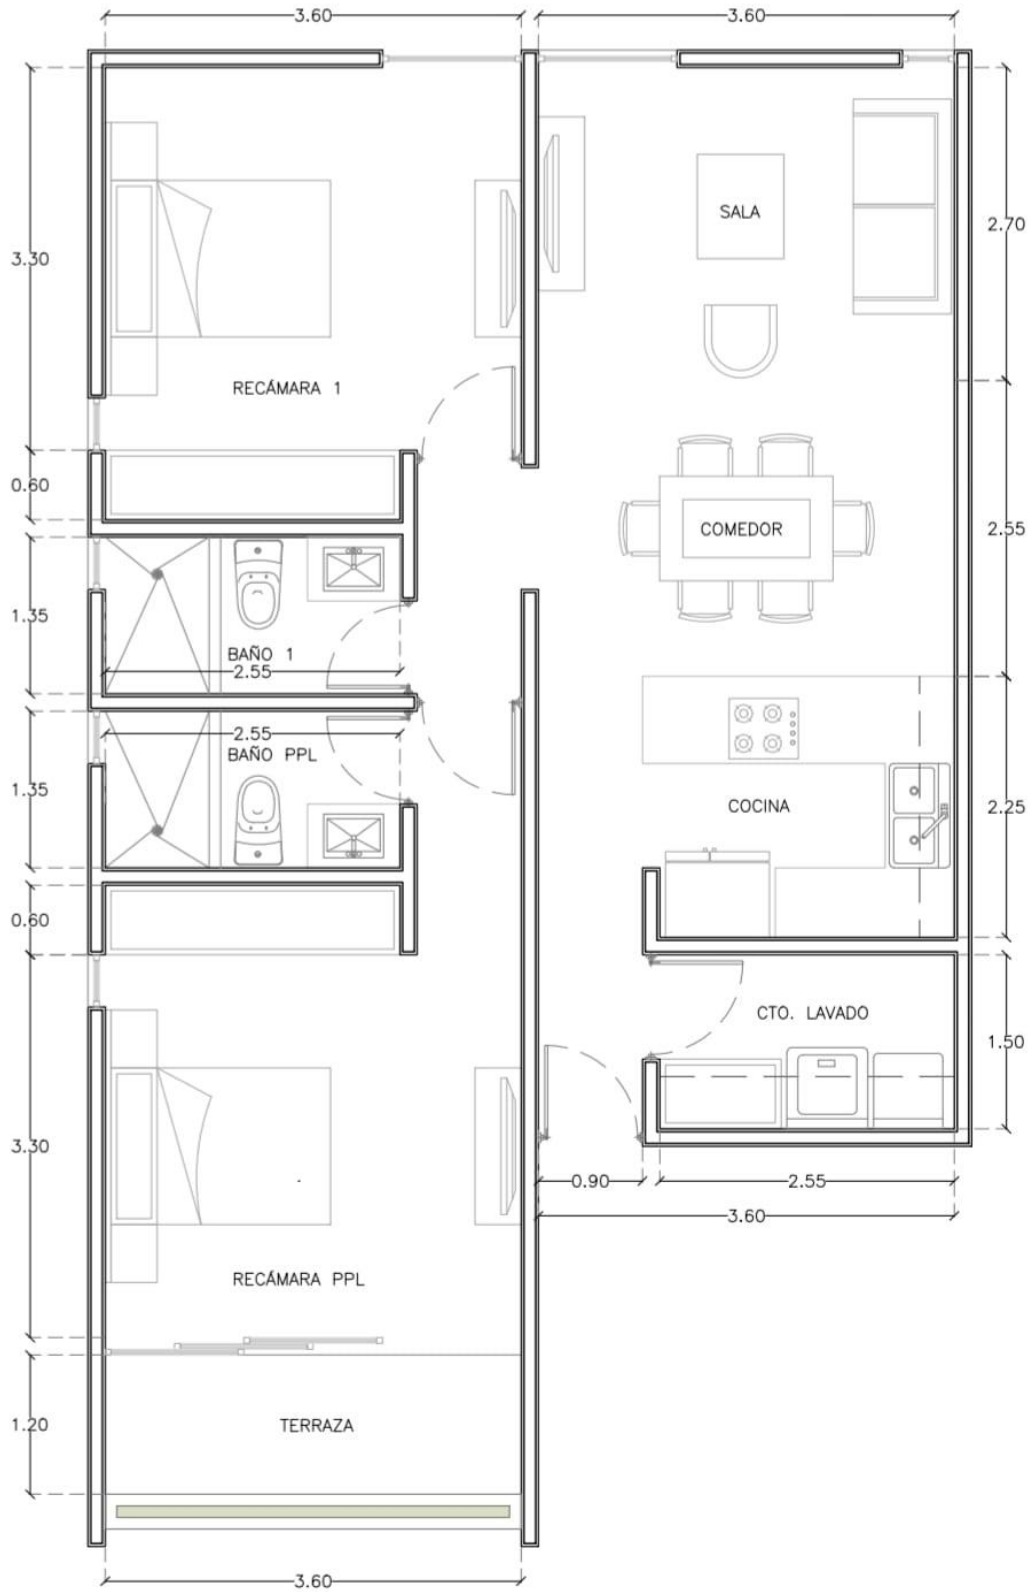 3.60
3.60
3.30
SALA
2.70
RECÁMARA 1
0.60
COMEDOR
2.55
1.35
BAÑO 1
2.55
2.55
BAÑO PPL
1.35
COCINA
2.25
0.60
CTO. LAVADO
1.50
3.30
0.90
2.55
3.60
RECÁMARA PPL
1.20
TERRAZA
3.60